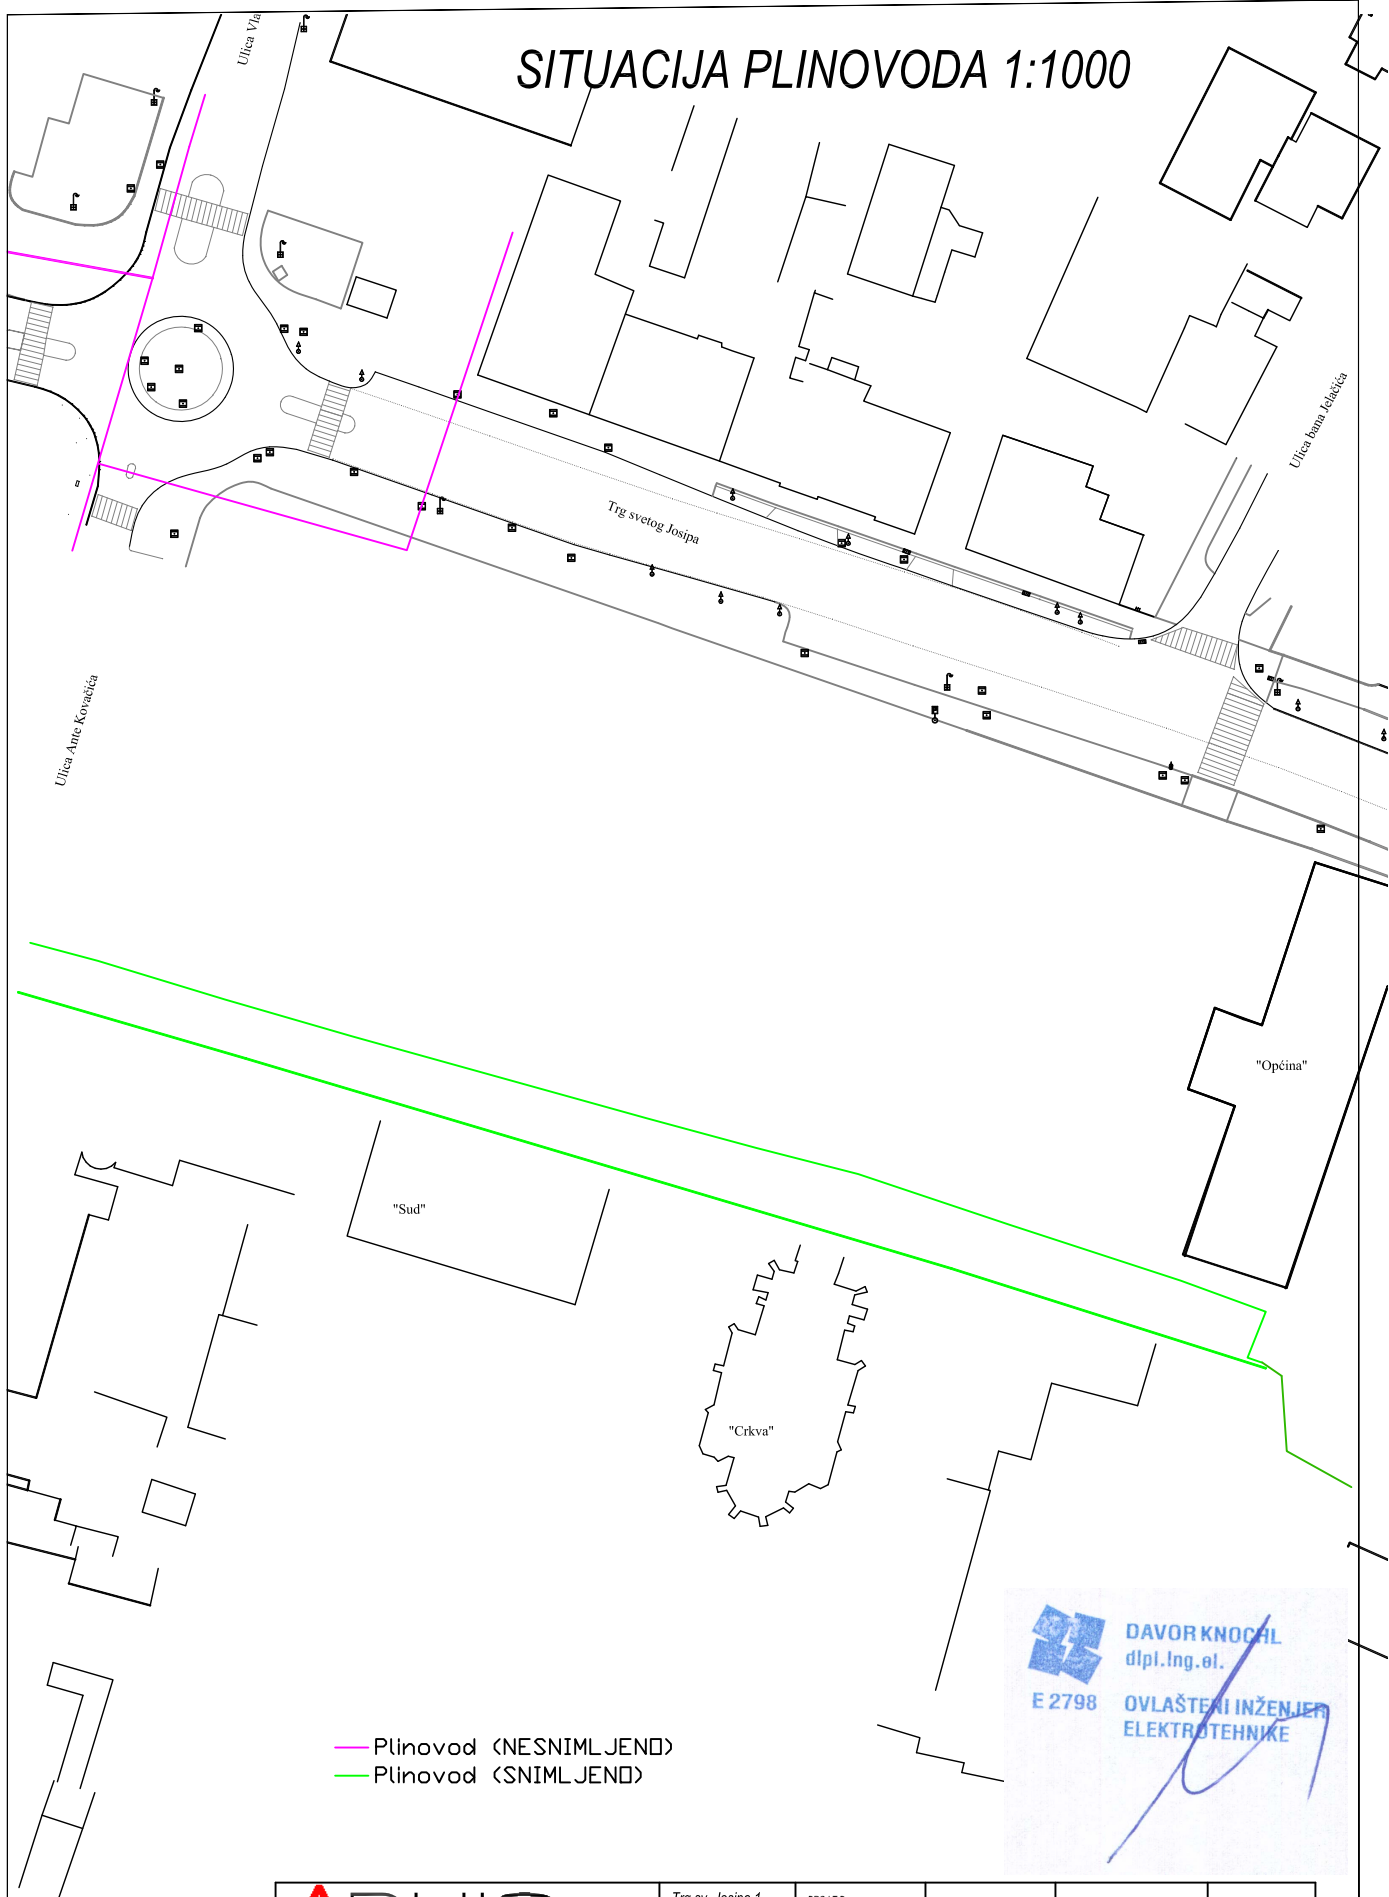 SITUACIJA PLINOVODA 1:1000
Ulica Vla
Ulica bana Jelačića
Trg svetog Josipa
Ulica Ante Kovačića
"Općina"
"Sud"
"Crkva"
DAVOR KNOCHL
dipl.ing.el.
E 2798 OVLAŠTENI INŽENJER
ELEKTROTEHNIKE
Plinovod (NESNIMLJENO)
Plinovod (SNIMLJENO)